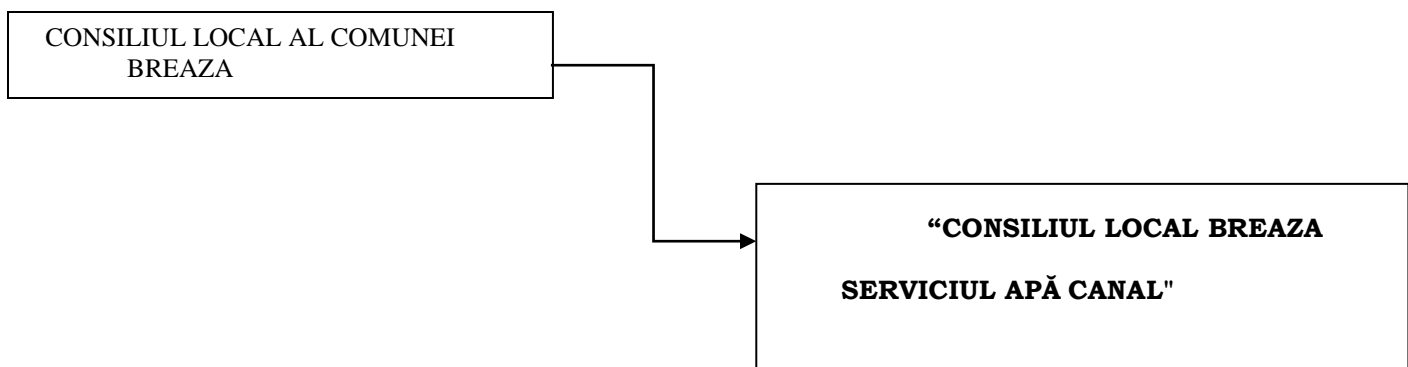 CONSILIUL LOCAL AL COMUNEI
BREAZA
“CONSILIUL LOCAL BREAZA
SERVICIUL APĂ CANAL"